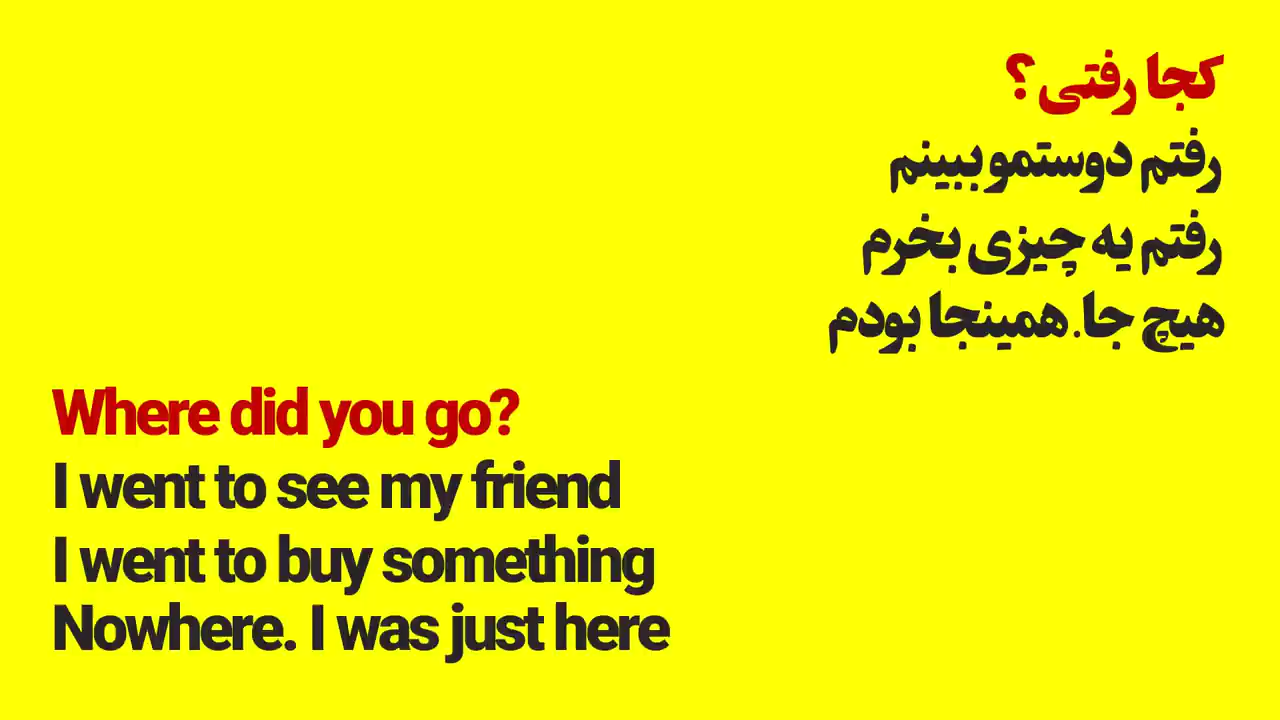 کجا رفتی ؟
رفتم دوستمو ببینم
رفتم یه چیزی بخرم
هیچ جا. همینجا بودم
Where did you go?
I went to see my friend
I went to buy something
Nowhere. I was just here